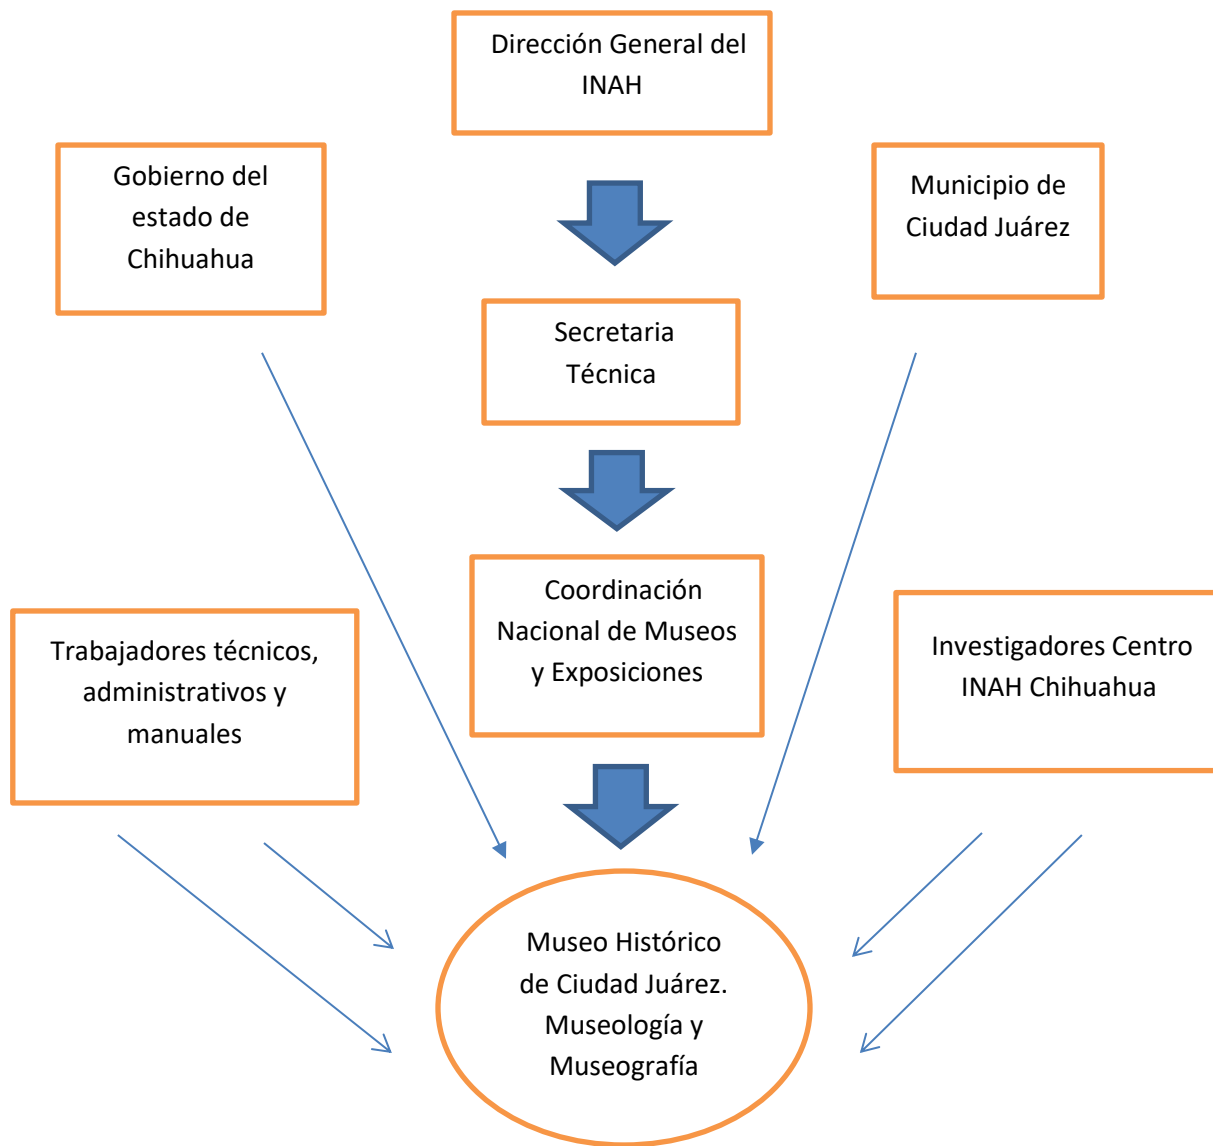 Dirección General del
INAH
Gobierno del
estado de
Chihuahua
Municipio de
Ciudad Juárez
Secretaria
Técnica
Coordinación
Nacional de Museos
y Exposiciones
Trabajadores técnicos,
administrativos y
manuales
Investigadores Centro
INAH Chihuahua
Museo Histórico
de Ciudad Juárez.
Museología y
Museografía